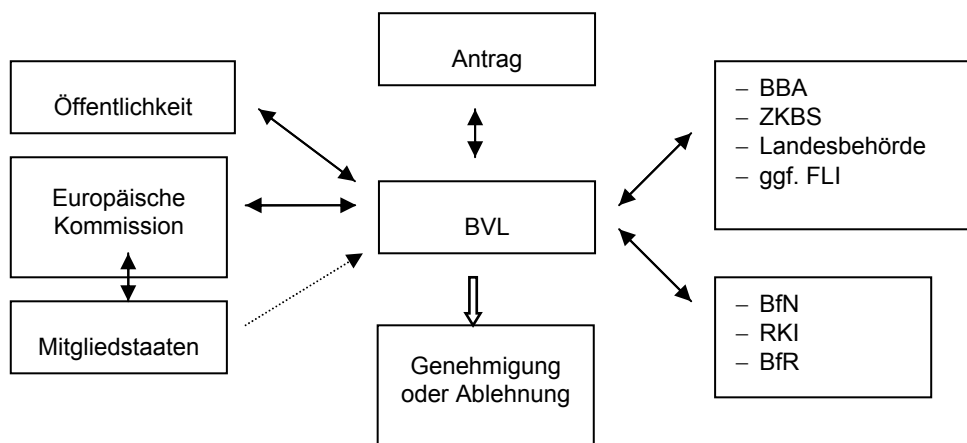 Antrag
Öffentlichkeit
Europäische
Kommission
Mitgliedstaaten
BVL
Genehmigung
oder Ablehnung
– BBA
– ZKBS
– Landesbehörde
– ggf. FLI
– BfN
– RKI
– BfR